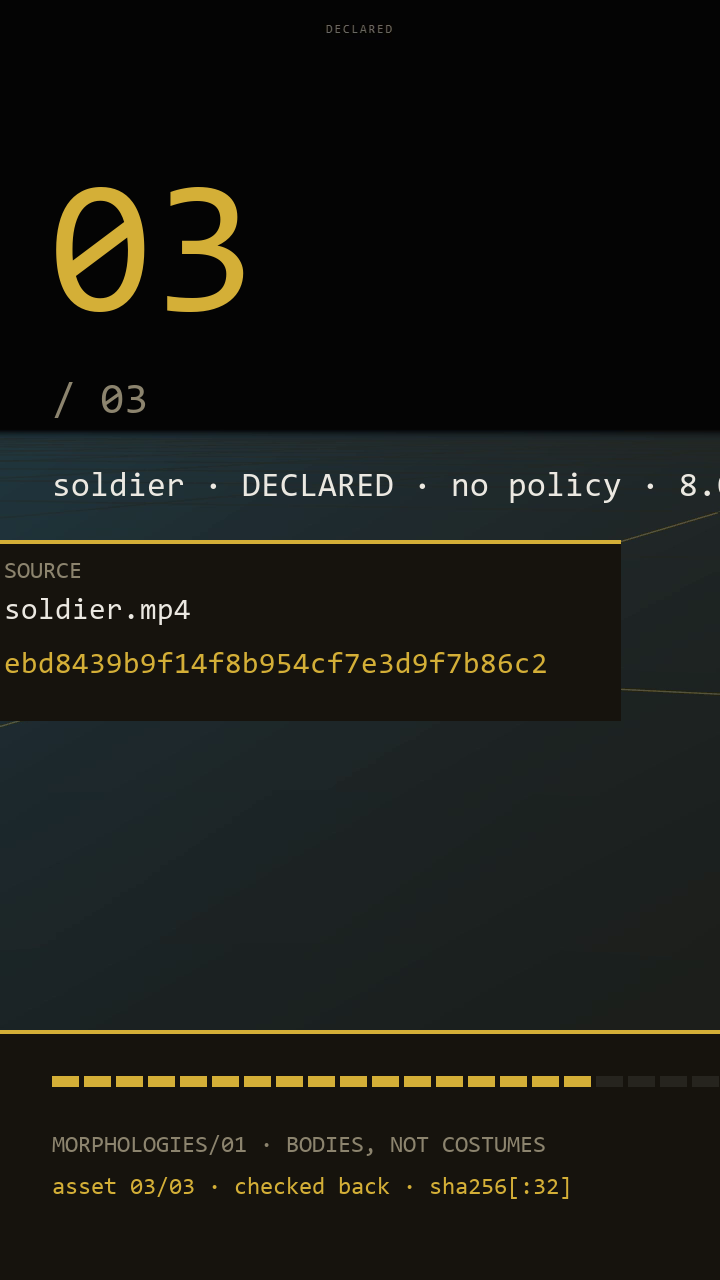 DECLARED
03
/ 03
soldier · DECLARED · no policy · 8.
SOURCE
soldier.mp4
ebd8439b9f14f8b954cf7e3d9f7b86c2
MORPHOLOGIES/01 · BODIES, NOT COSTUMES
asset 03/03 · checked back · sha256[:32]